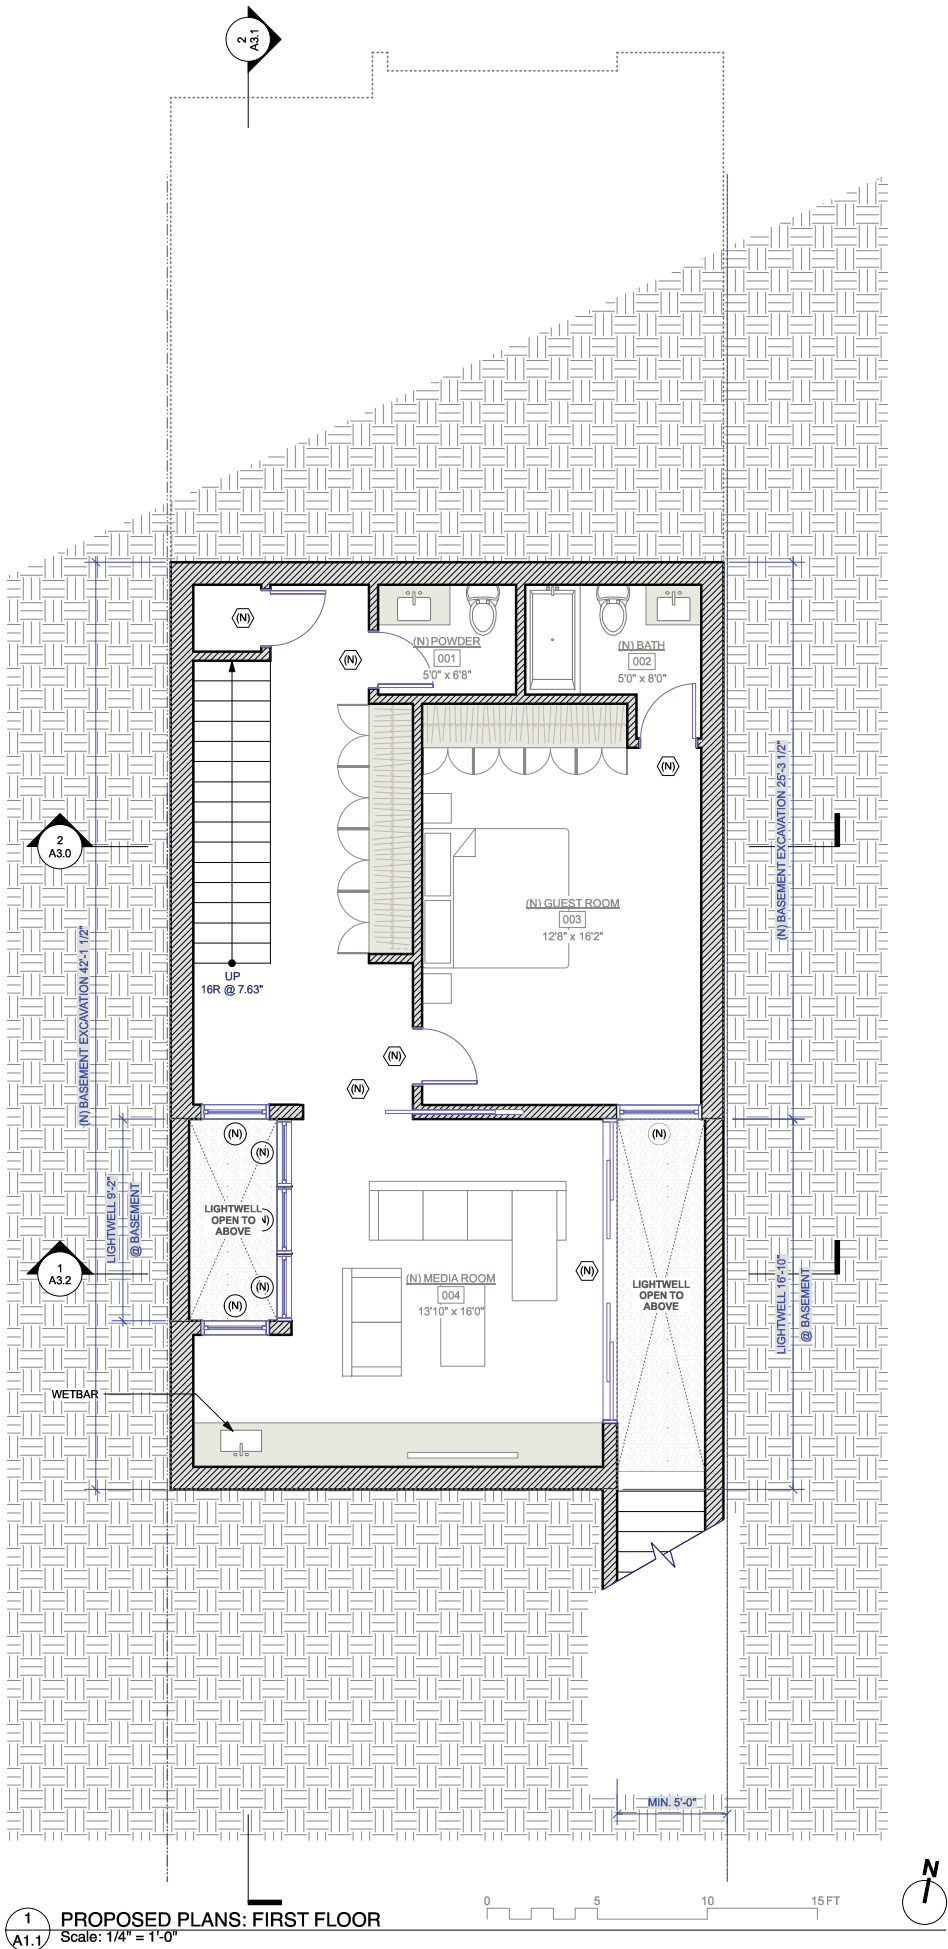 2
A3.1
(N)
(N)
(N) POWDER
001
5'0" x 6'8"
(N) BATH
002
5'0" x 8'0"
(N)
(N) BASEMENT EXCAVATION 25'-3 1/2"
2
A3.0
(N) GUEST ROOM
003
12'8" x 16'2"
UP
16R @ 7.63"
(N) BASEMENT EXCAVATION 42'-1 1/2"
(N)
(N)
(N)
(N)
(N)
LIGHTWELL 9'-2"
@ BASEMENT
LIGHTWELL
OPEN TO
ABOVE
(N)
1
A3.2
(N)
(N)
(N) MEDIA ROOM
004
13'10" x 16'0"
(N)
LIGHTWELL
OPEN TO
ABOVE
LIGHTWELL 16'-10"
@ BASEMENT
WETBAR
MIN. 5'-0"
N
0 5 10 15 FT
1
A1.1
PROPOSED PLANS: FIRST FLOOR
Scale: 1/4" = 1'-0"